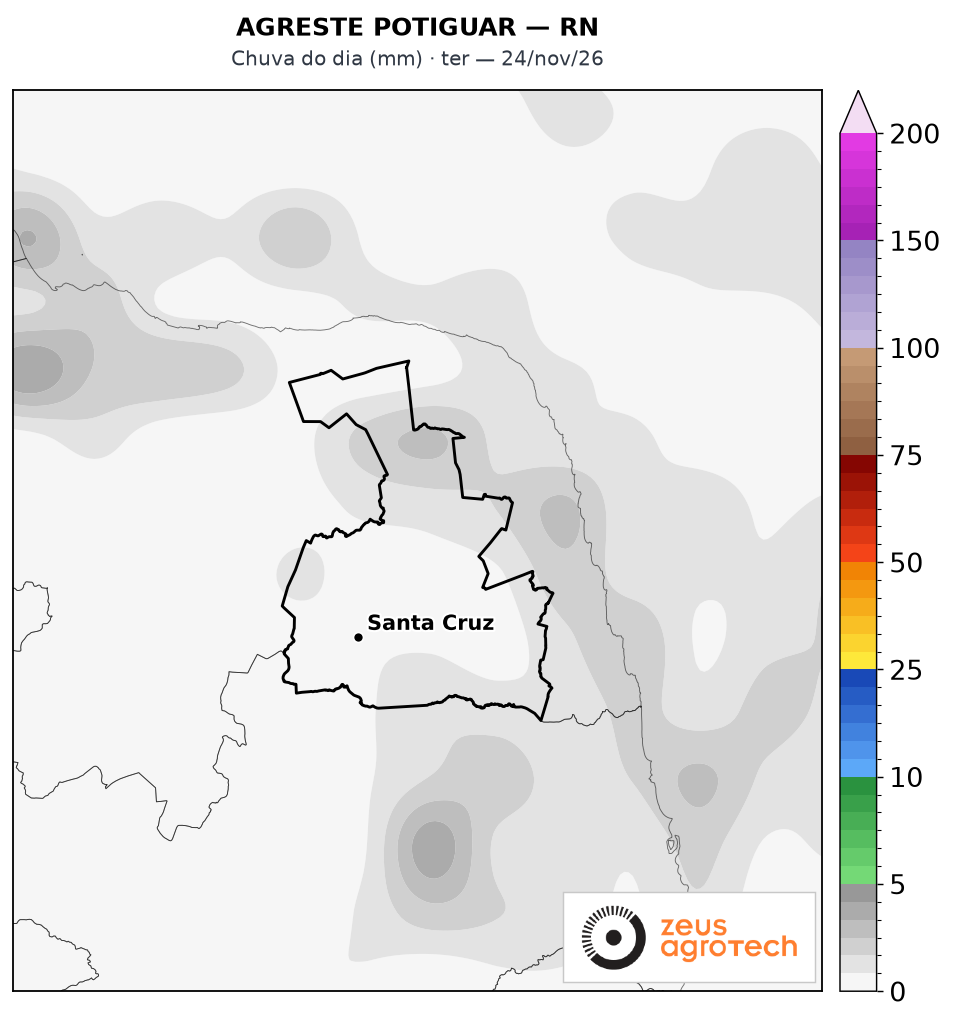 AGRESTE POTIGUAR — RN
Chuva do dia (mm) · ter — 24/nov/26
200
150
100
75
50
25
10
5
0
Santa Cruz
zeus
agrotech